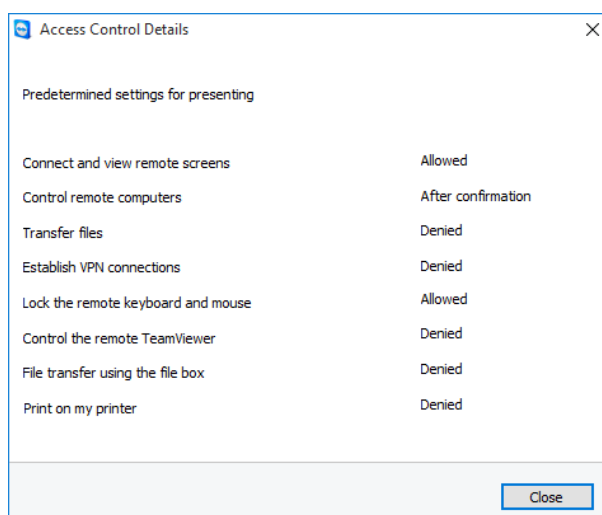 Access Control Details
Predetermined settings for presenting
Connect and view remote screens Allowed
Control remote computers After confirmation
Transfer files Denied
Establish VPN connections Denied
Lock the remote keyboard and mouse Allowed
Control the remote TeamViewer Denied
File transfer using the file box Denied
Print on my printer Denied
Close